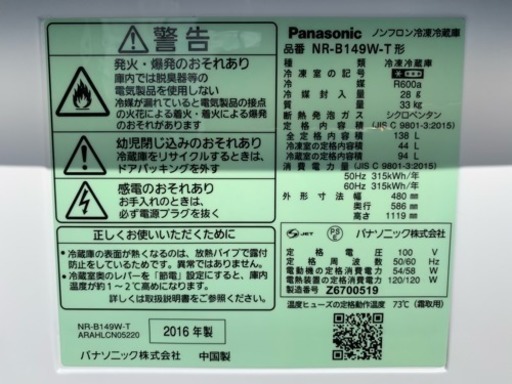 警告
発火・爆発のおそれあり
庫内では脱臭器等の
電気製品を使用しない
冷媒が漏れていると電気製品の接点
の火花による着火・着火による爆発
のおそれあり
幼児閉じ込みのおそれあり
冷蔵庫をリサイクルするときは、
ドアパッキングを外す
感電のおそれあり
お手入れのときは、
必ず電源プラグを抜く
正しくお使いいただくために
・冷蔵庫の表面が熱くなるのは、放熱パイプで露付
防止をしているためで、異常ではありません。
・冷蔵室奥のレバーを「節電」設定にすると、庫内
温度が約1~2℃高めになります。
詳しくは取扱説明書をご覧ください。
NR-B149W-T
ARAHLCN05220
2016年製
パナソニック株式会社 中国製
Panasonic ノンフロン冷凍冷蔵庫
品番 NR-B149W-T形
種類 冷凍冷蔵庫
冷凍室の記号
冷媒 R600a
冷媒封入量 28g
質量 33kg
断熱発泡ガス シクロペンタン
定格内容積 (JIS C 9801-3:2015)
全定格内容積 138 L
冷凍室の定格内容積 44 L
冷蔵室の定格内容積 94 L
消費電力量 (JIS C 9801-3:2015)
50Hz 315kWh/年
60Hz 315kWh/年
外形寸法 幅 480 mm
奥行 586 mm
高さ 1119 mm
JET PSE パナソニック株式会社
定格電圧 100 V
定格周波数 50/60 Hz
電動機の定格消費電力 54/58 W
電熱装置の定格消費電力 120/120 W
製造番号 Z6700519
温度ヒューズの定格動作温度 73℃(霜取用)